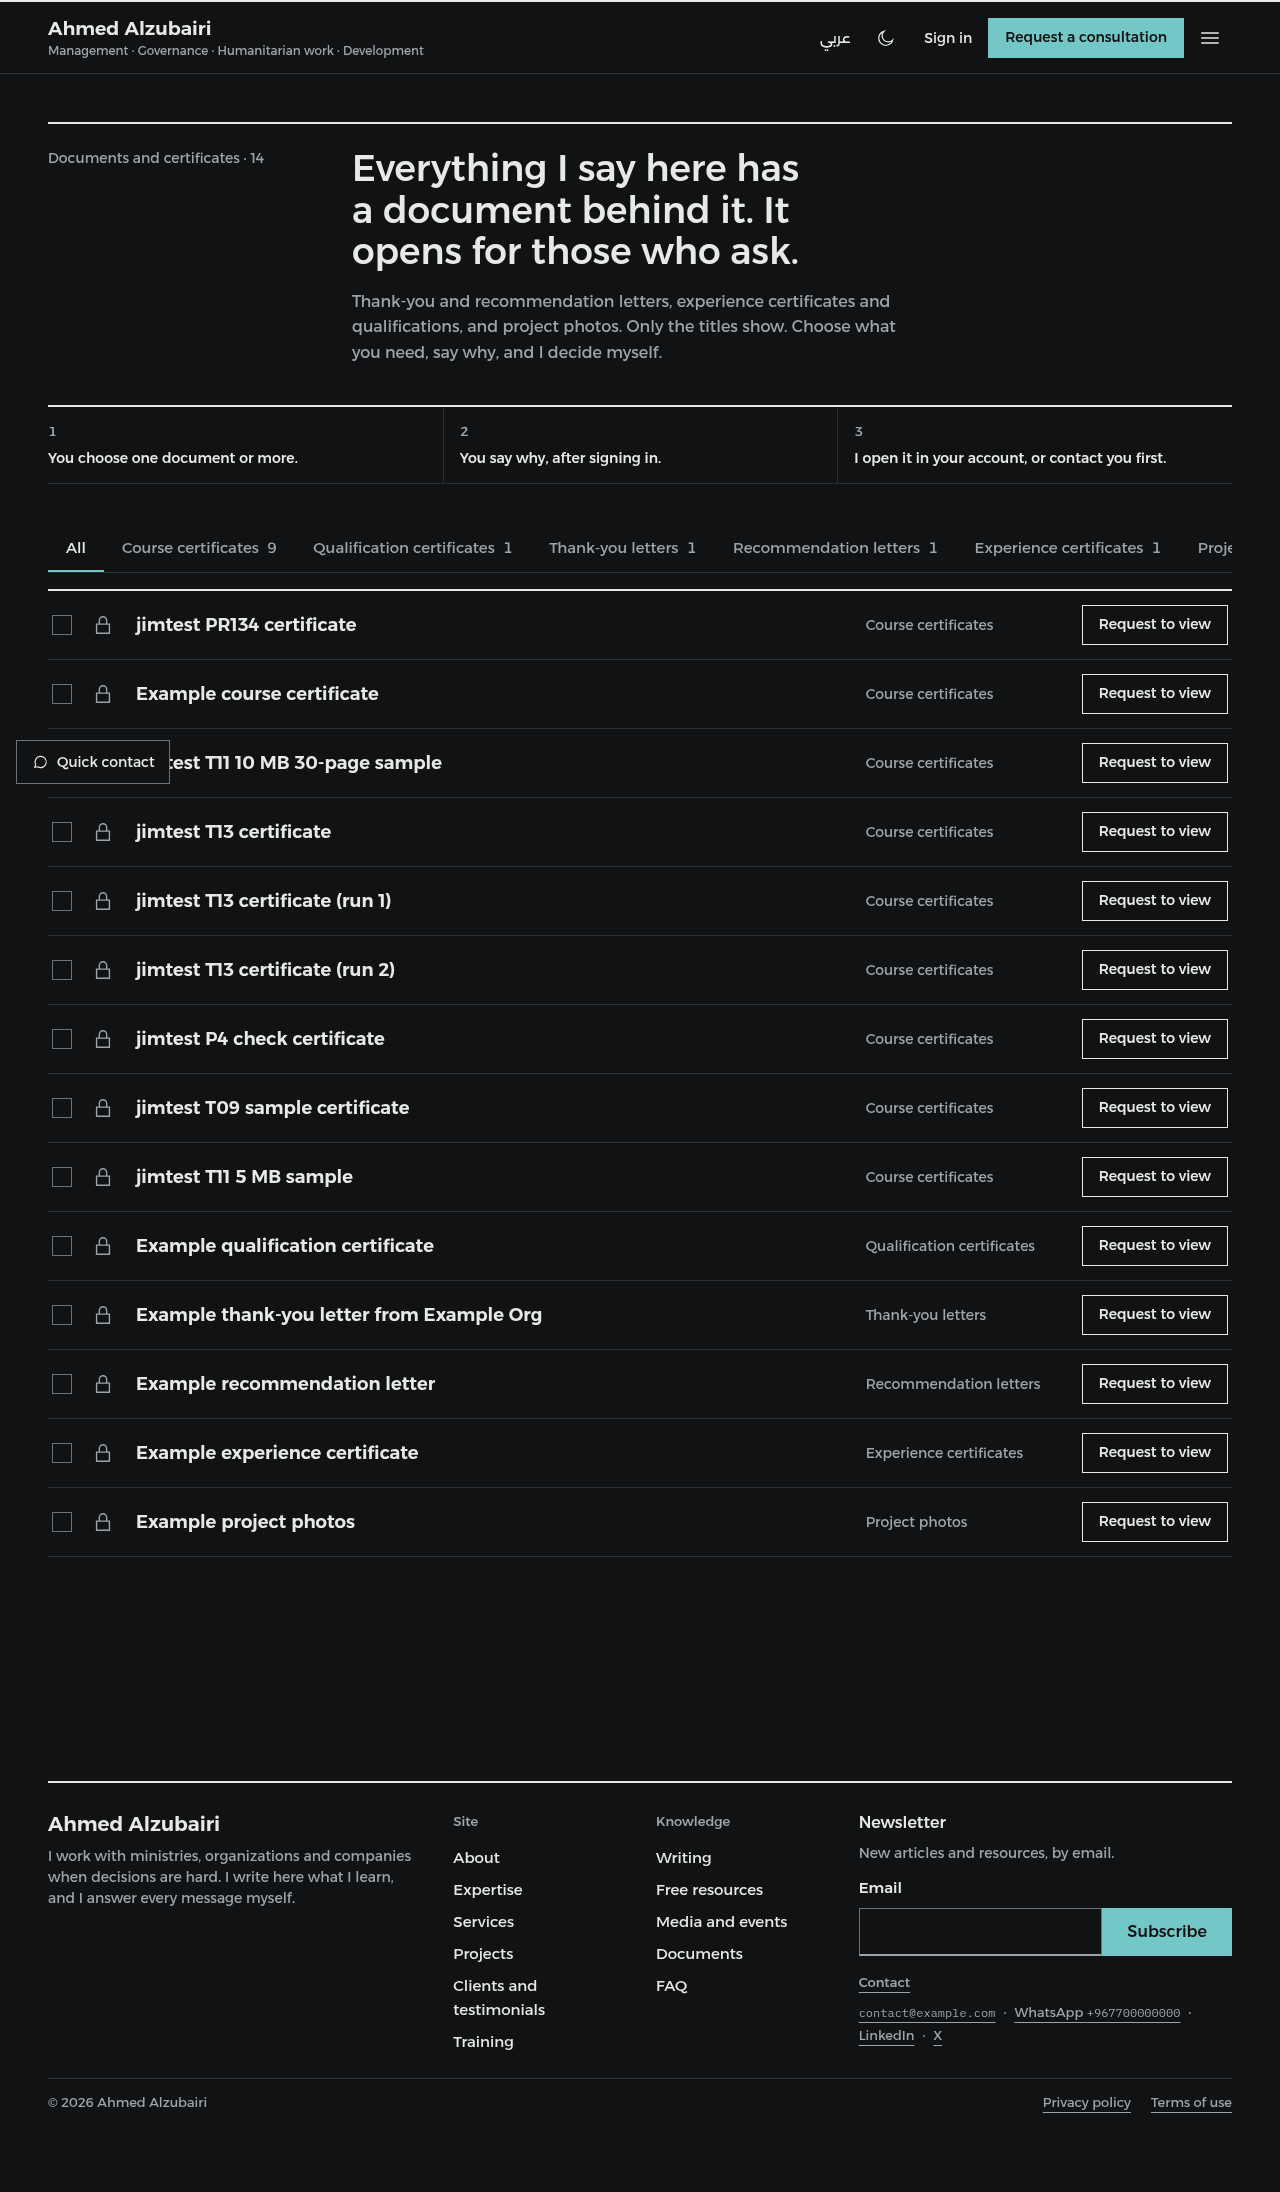 Ahmed Alzubairi
Management · Governance · Humanitarian work · Development
عربي
Sign in
Request a consultation
Documents and certificates · 14
Everything I say here has
a document behind it. It
opens for those who ask.
Thank-you and recommendation letters, experience certificates and
qualifications, and project photos. Only the titles show. Choose what
you need, say why, and I decide myself.
1
You choose one document or more.
2
You say why, after signing in.
3
I open it in your account, or contact you first.
All
Course certificates 9
Qualification certificates 1
Thank-you letters 1
Recommendation letters 1
Experience certificates 1
Proje
jimtest PR134 certificate
Course certificates
Request to view
Example course certificate
Course certificates
Request to view
Quick contact
test T11 10 MB 30-page sample
Course certificates
Request to view
jimtest T13 certificate
Course certificates
Request to view
jimtest T13 certificate (run 1)
Course certificates
Request to view
jimtest T13 certificate (run 2)
Course certificates
Request to view
jimtest P4 check certificate
Course certificates
Request to view
jimtest T09 sample certificate
Course certificates
Request to view
jimtest T11 5 MB sample
Course certificates
Request to view
Example qualification certificate
Qualification certificates
Request to view
Example thank-you letter from Example Org
Thank-you letters
Request to view
Example recommendation letter
Recommendation letters
Request to view
Example experience certificate
Experience certificates
Request to view
Example project photos
Project photos
Request to view
Ahmed Alzubairi
I work with ministries, organizations and companies
when decisions are hard. I write here what I learn,
and I answer every message myself.
Site
About
Expertise
Services
Projects
Clients and
testimonials
Training
Knowledge
Writing
Free resources
Media and events
Documents
FAQ
Newsletter
New articles and resources, by email.
Email
Subscribe
Contact
contact@example.com · WhatsApp +967700000000 ·
LinkedIn · X
© 2026 Ahmed Alzubairi
Privacy policy
Terms of use